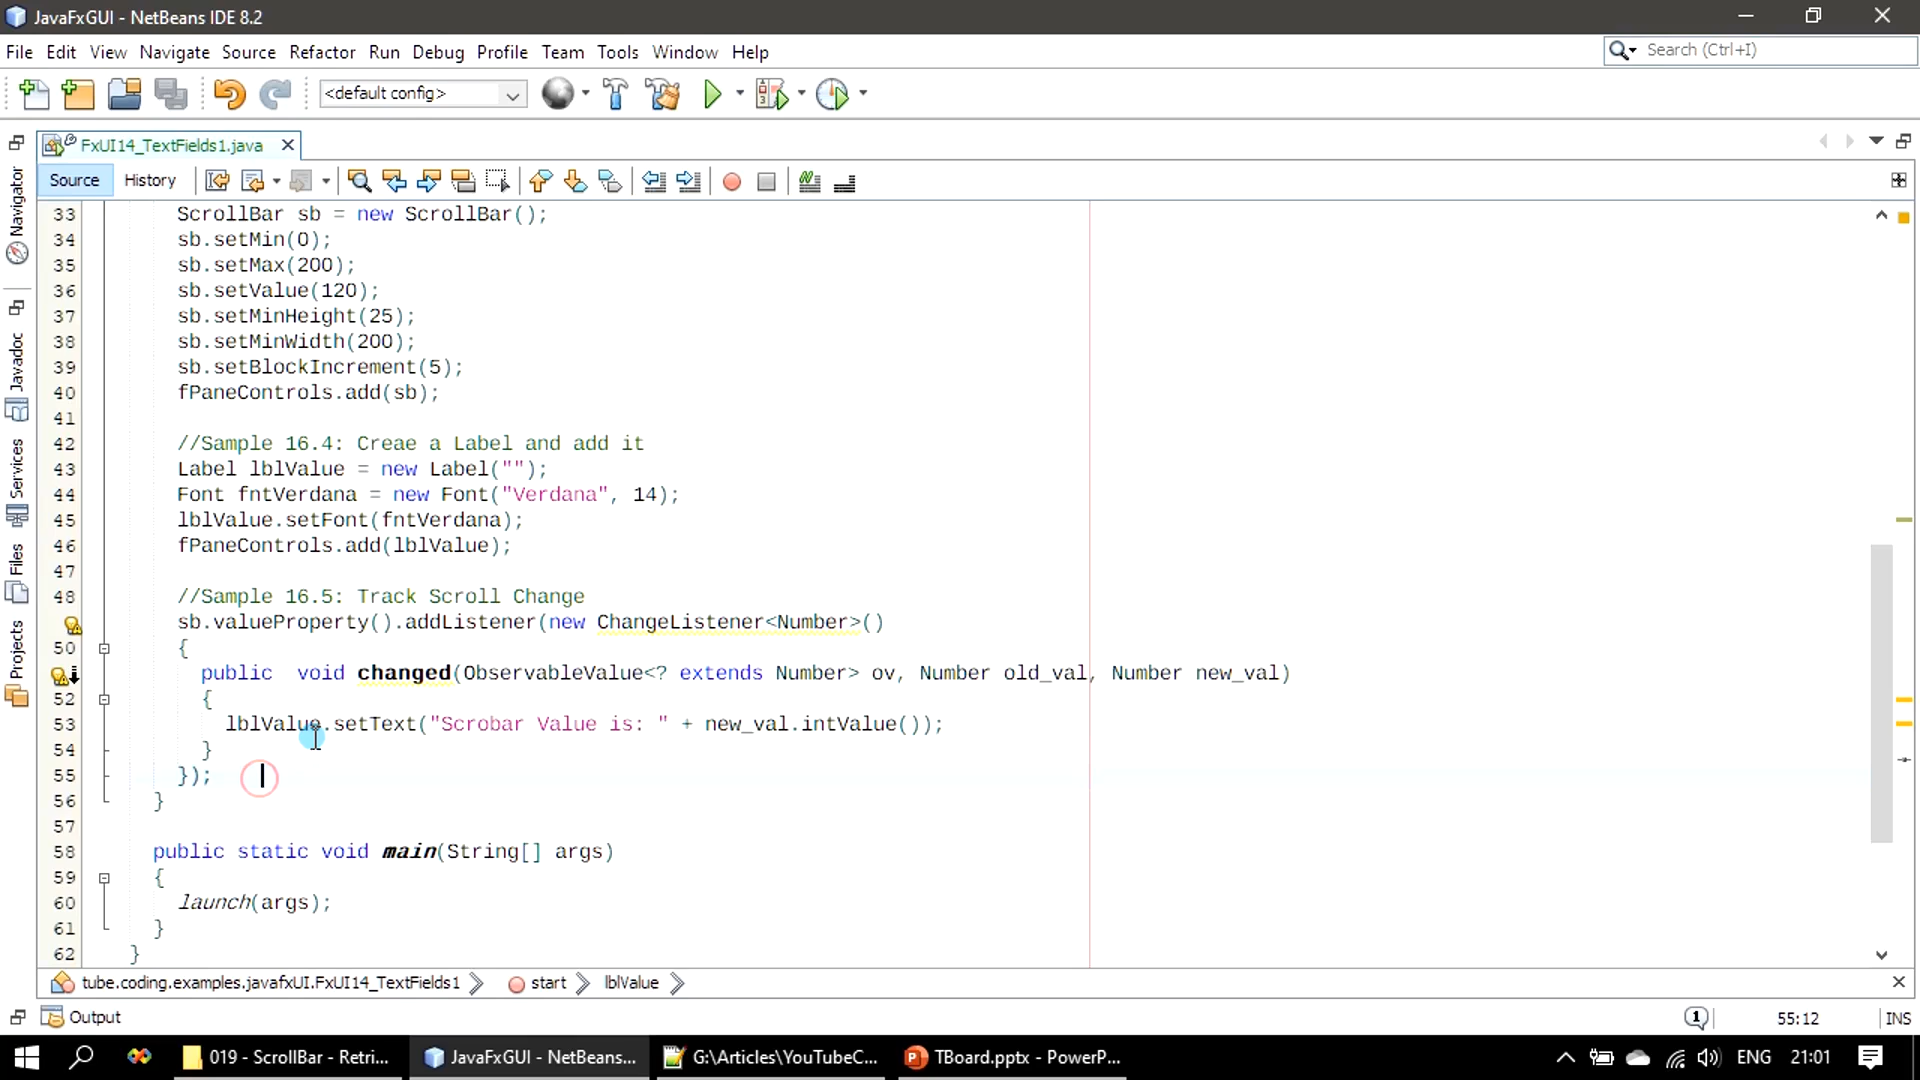 JavaFxGUI - NetBeans IDE 8.2
File Edit View Navigate Source Refactor Run Debug Profile Team Tools Window Help
Search (Ctrl+I)
<default config>
FxUI14_TextFields1.java
Source History
Navigator
Javadoc
Services
Files
Projects
33 ScrollBar sb = new ScrollBar();
34 sb.setMin(0);
35 sb.setMax(200);
36 sb.setValue(120);
37 sb.setMinHeight(25);
38 sb.setMinWidth(200);
39 sb.setBlockIncrement(5);
40 fPaneControls.add(sb);
41
42 //Sample 16.4: Creae a Label and add it
43 Label lblValue = new Label("");
44 Font fntVerdana = new Font("Verdana", 14);
45 lblValue.setFont(fntVerdana);
46 fPaneControls.add(lblValue);
47
48 //Sample 16.5: Track Scroll Change
sb.valueProperty().addListener(new ChangeListener<Number>()
50 {
public void changed(ObservableValue<? extends Number> ov, Number old_val, Number new_val)
52 {
53 lblValue.setText("Scrobar Value is: " + new_val.intValue());
54 }
55 });
56 }
57
58 public static void main(String[] args)
59 {
60 launch(args);
61 }
62 }
tube.coding.examples.javafxUI.FxUI14_TextFields1 start lblValue
Output
1
55:12
INS
019 - ScrollBar - Retri...
JavaFxGUI - NetBeans...
G:\Articles\YouTubeC...
TBoard.pptx - PowerP...
ENG
21:01